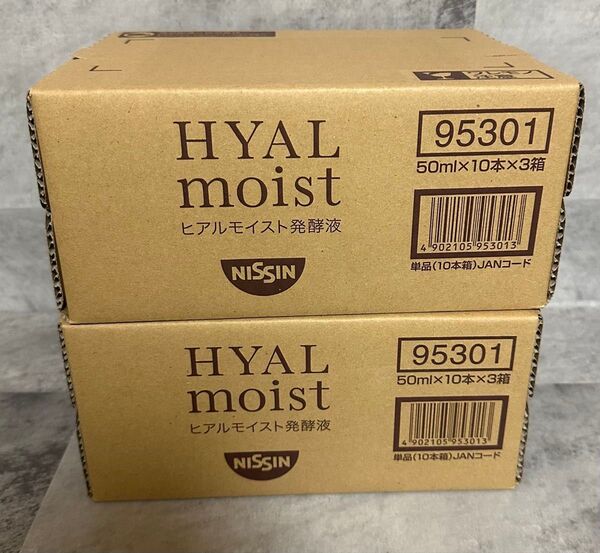 HYAL
moist
ヒアルモイスト発酵液
NISSIN
95301
50ml×10本×3箱
4 902105 953013
単品(10本箱)JANコード
HYAL
moist
ヒアルモイスト発酵液
NISSIN
95301
50ml×10本×3箱
4 902105 953013
単品(10本箱)JANコード